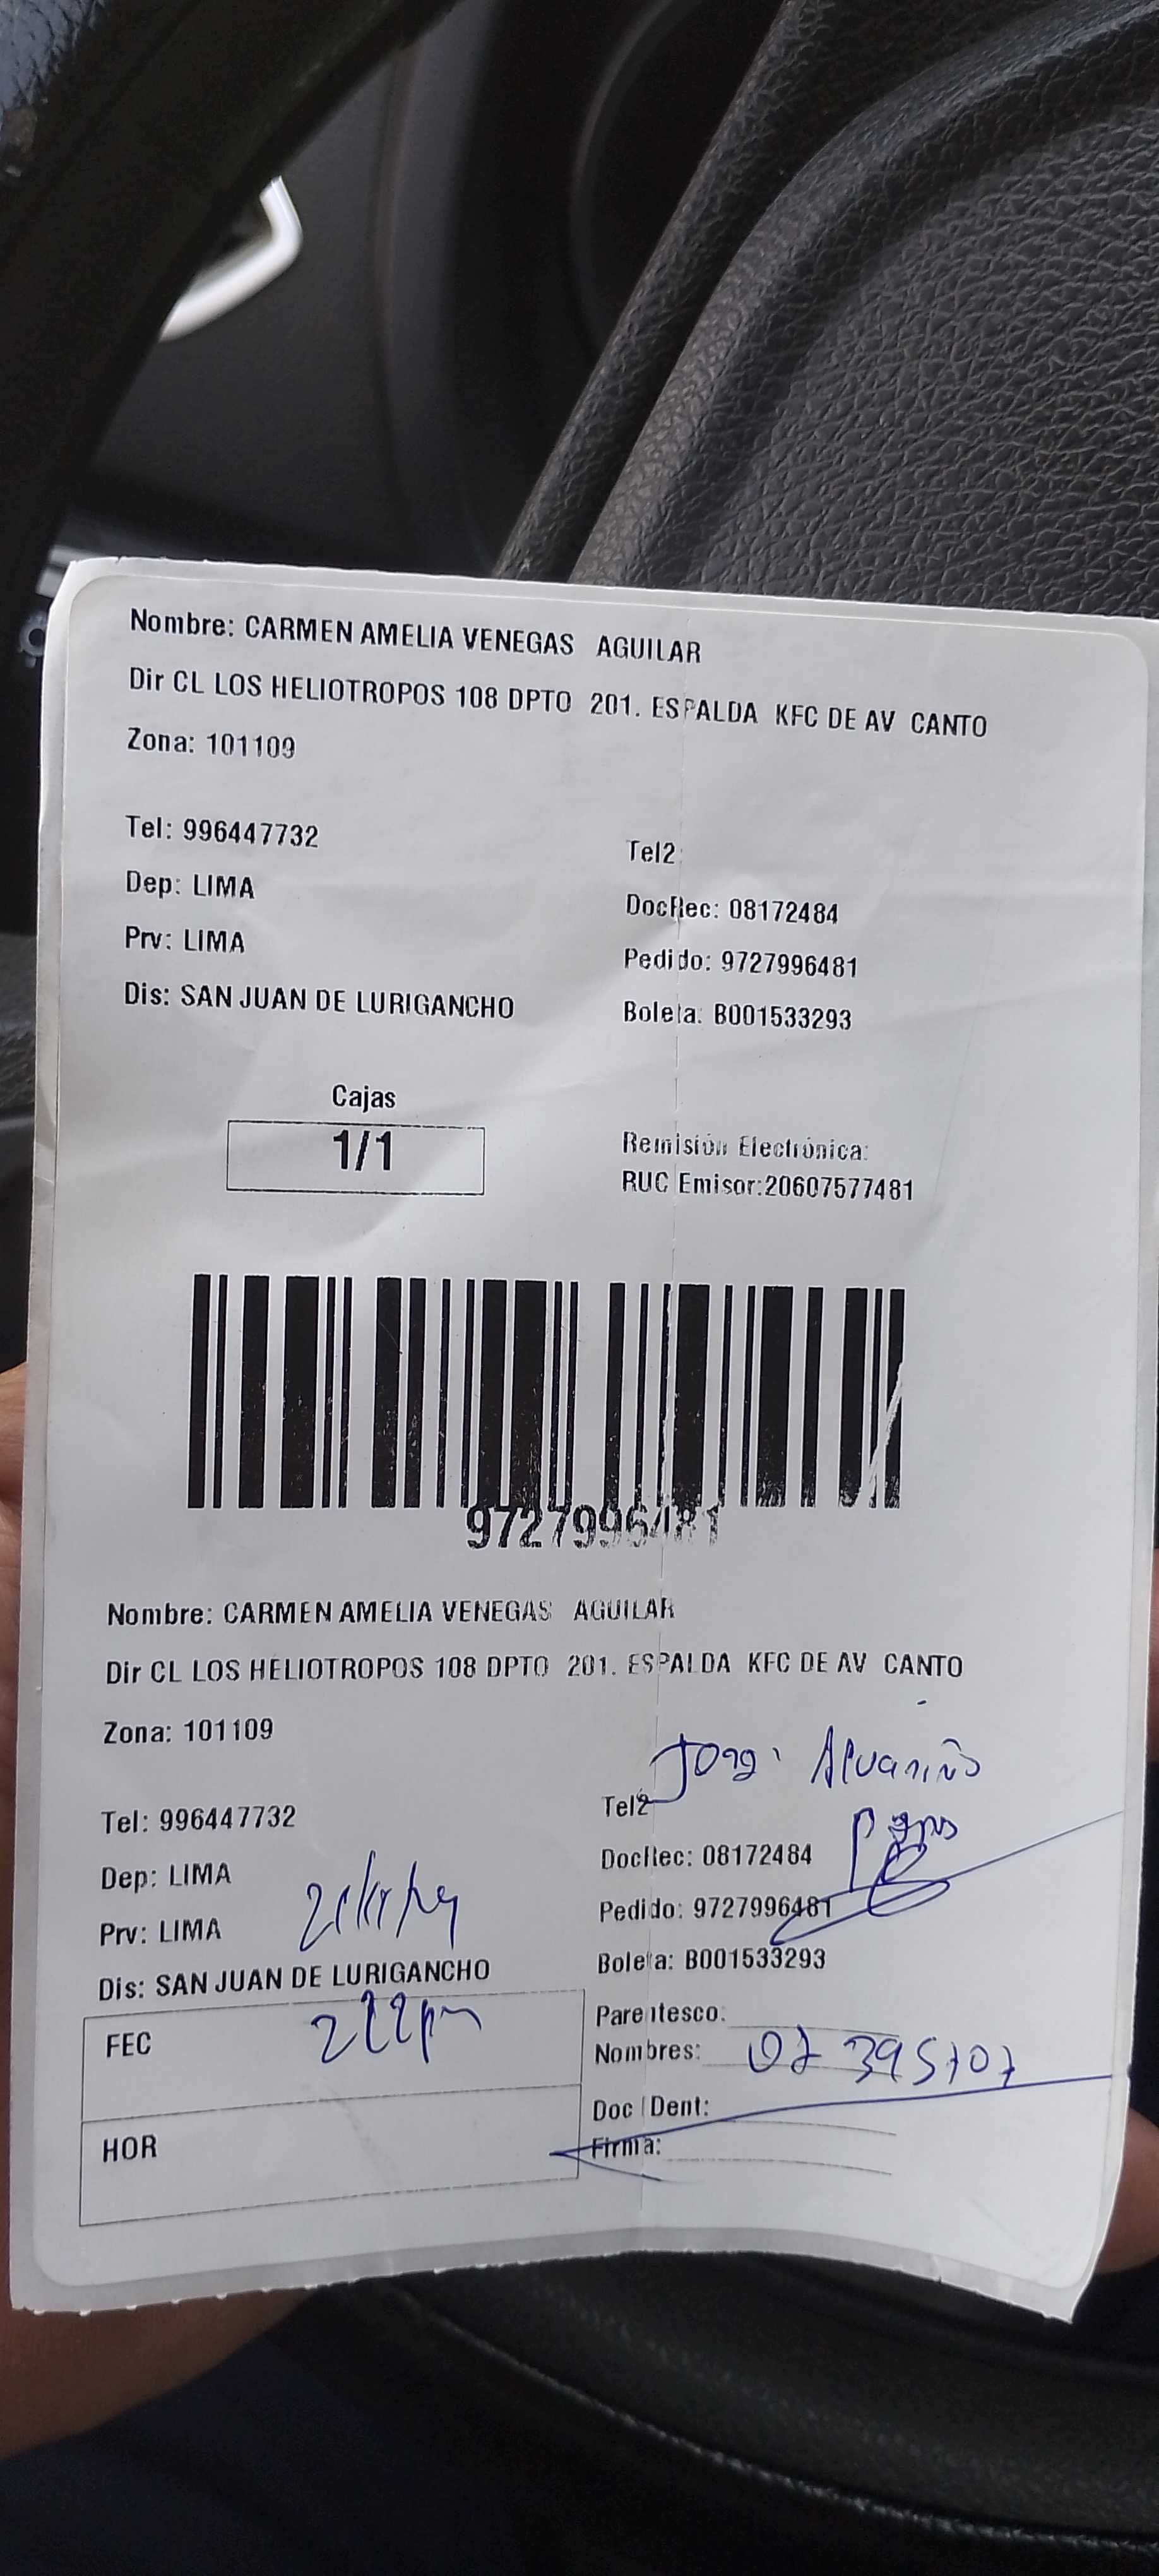 Nombre: CARMEN AMELIA VENEGAS AGUILAR
Dir CL LOS HELIOTROPOS 108 DPTO 201. ESPALDA KFC DE AV CANTO
Zona: 101109
Tel: 996447732
Tel2:
Dep: LIMA
DocRec: 08172484
Prv: LIMA
Pedido: 9727996481
Dis: SAN JUAN DE LURIGANCHO
Boleta: B001533293
Cajas
1/1
Remisión Electrónica:
RUC Emisor:20607577481
9727996481
Nombre: CARMEN AMELIA VENEGAS AGUILAR
Dir CL LOS HELIOTROPOS 108 DPTO 201. ESPALDA KFC DE AV CANTO
Zona: 101109
Tel: 996447732
Tel2
Dep: LIMA
DocRec: 08172484
Prv: LIMA
Pedido: 9727996481
Dis: SAN JUAN DE LURIGANCHO
Boleta: B001533293
FEC
Parentesco:
Nombres:
HOR
Doc Ident:
Firma: